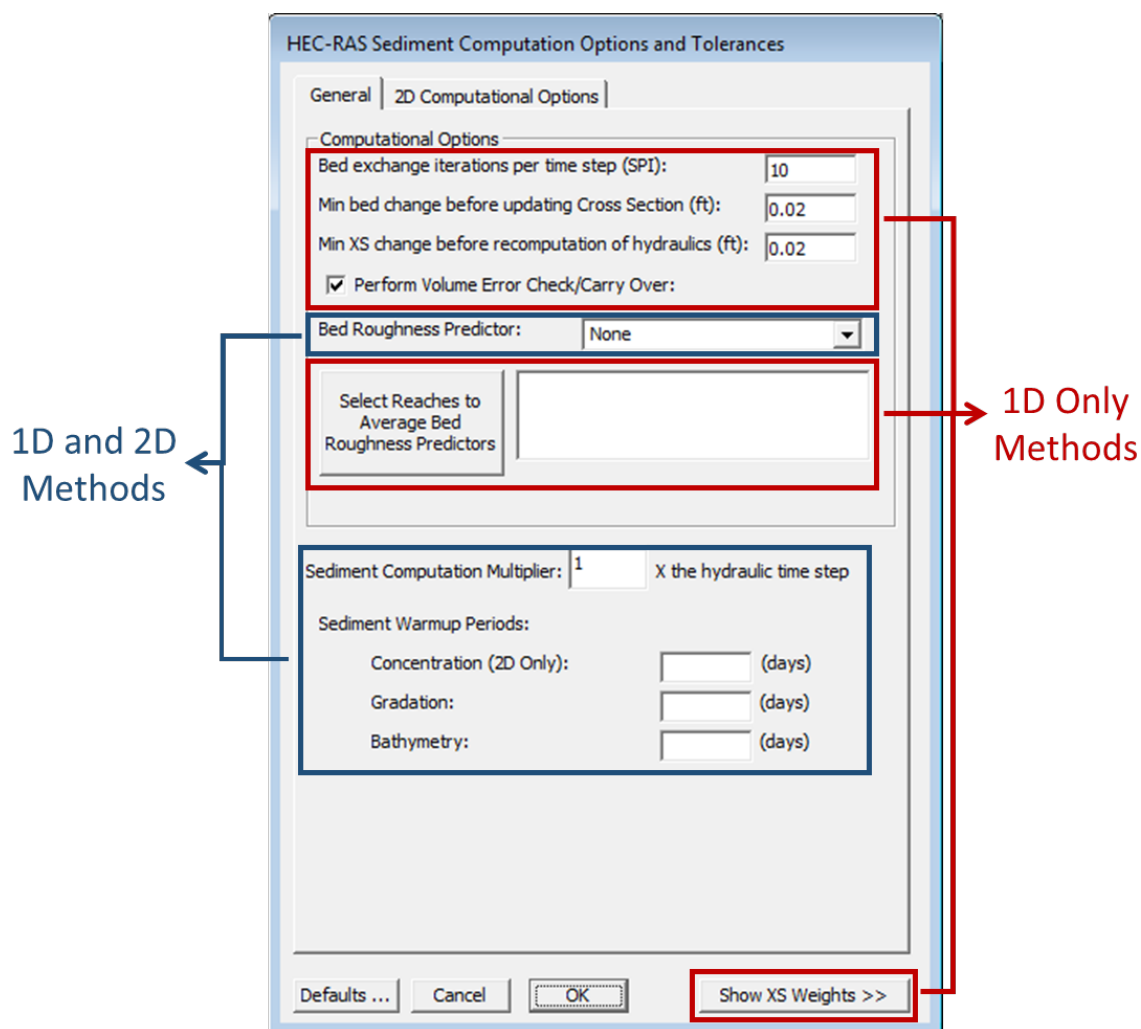 HEC-RAS Sediment Computation Options and Tolerances
General
2D Computational Options
Computational Options
Bed exchange iterations per time step (SPI):
10
Min bed change before updating Cross Section (ft):
0.02
Min XS change before recomputation of hydraulics (ft):
0.02
Perform Volume Error Check/Carry Over:
Bed Roughness Predictor:
None
Select Reaches to
Average Bed
Roughness Predictors
1D and 2D
Methods
1D Only
Methods
Sediment Computation Multiplier:
1
X the hydraulic time step
Sediment Warmup Periods:
Concentration (2D Only):
(days)
Gradation:
(days)
Bathymetry:
(days)
Defaults ...
Cancel
OK
Show XS Weights >>